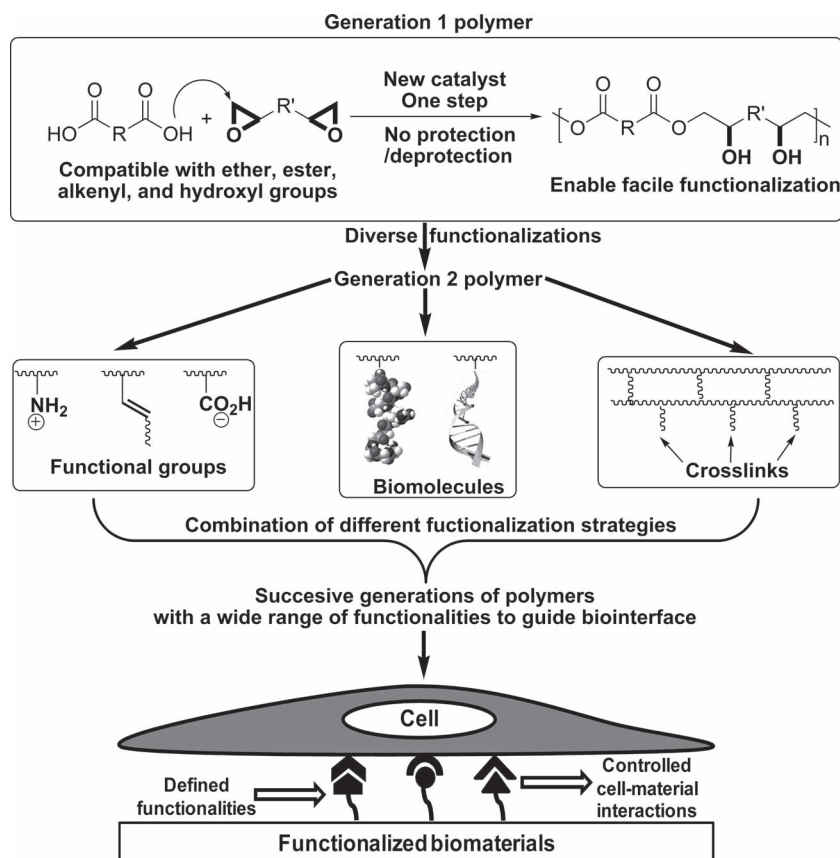 Generation 1 polymer
O O
HO R OH + O R' O
New catalyst
One step
No protection
/deprotection
O O
O R O R' n
OH OH
Compatible with ether, ester,
alkenyl, and hydroxyl groups
Enable facile functionalization
Diverse functionalizations
Generation 2 polymer
NH2
+
CO2H
−
Functional groups
Biomolecules
Crosslinks
Combination of different fuctionalization strategies
Succesive generations of polymers
with a wide range of functionalities to guide biointerface
Cell
Defined
functionalities
Controlled
cell-material
interactions
Functionalized biomaterials